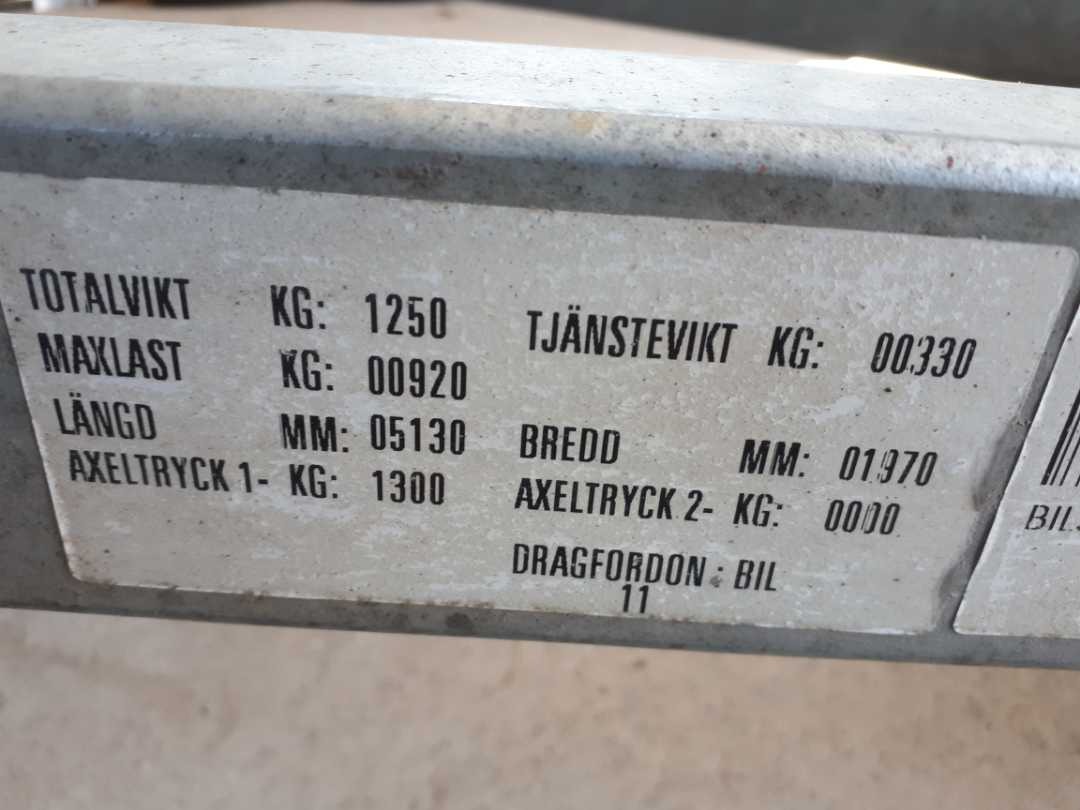 TOTALVIKT KG: 1250 TJÄNSTEVIKT KG: 00330
MAXLAST KG: 00920
LÄNGD MM: 05130 BREDD MM: 01970
AXELTRYCK 1- KG: 1300 AXELTRYCK 2- KG: 0000
DRAGFORDON : BIL
11